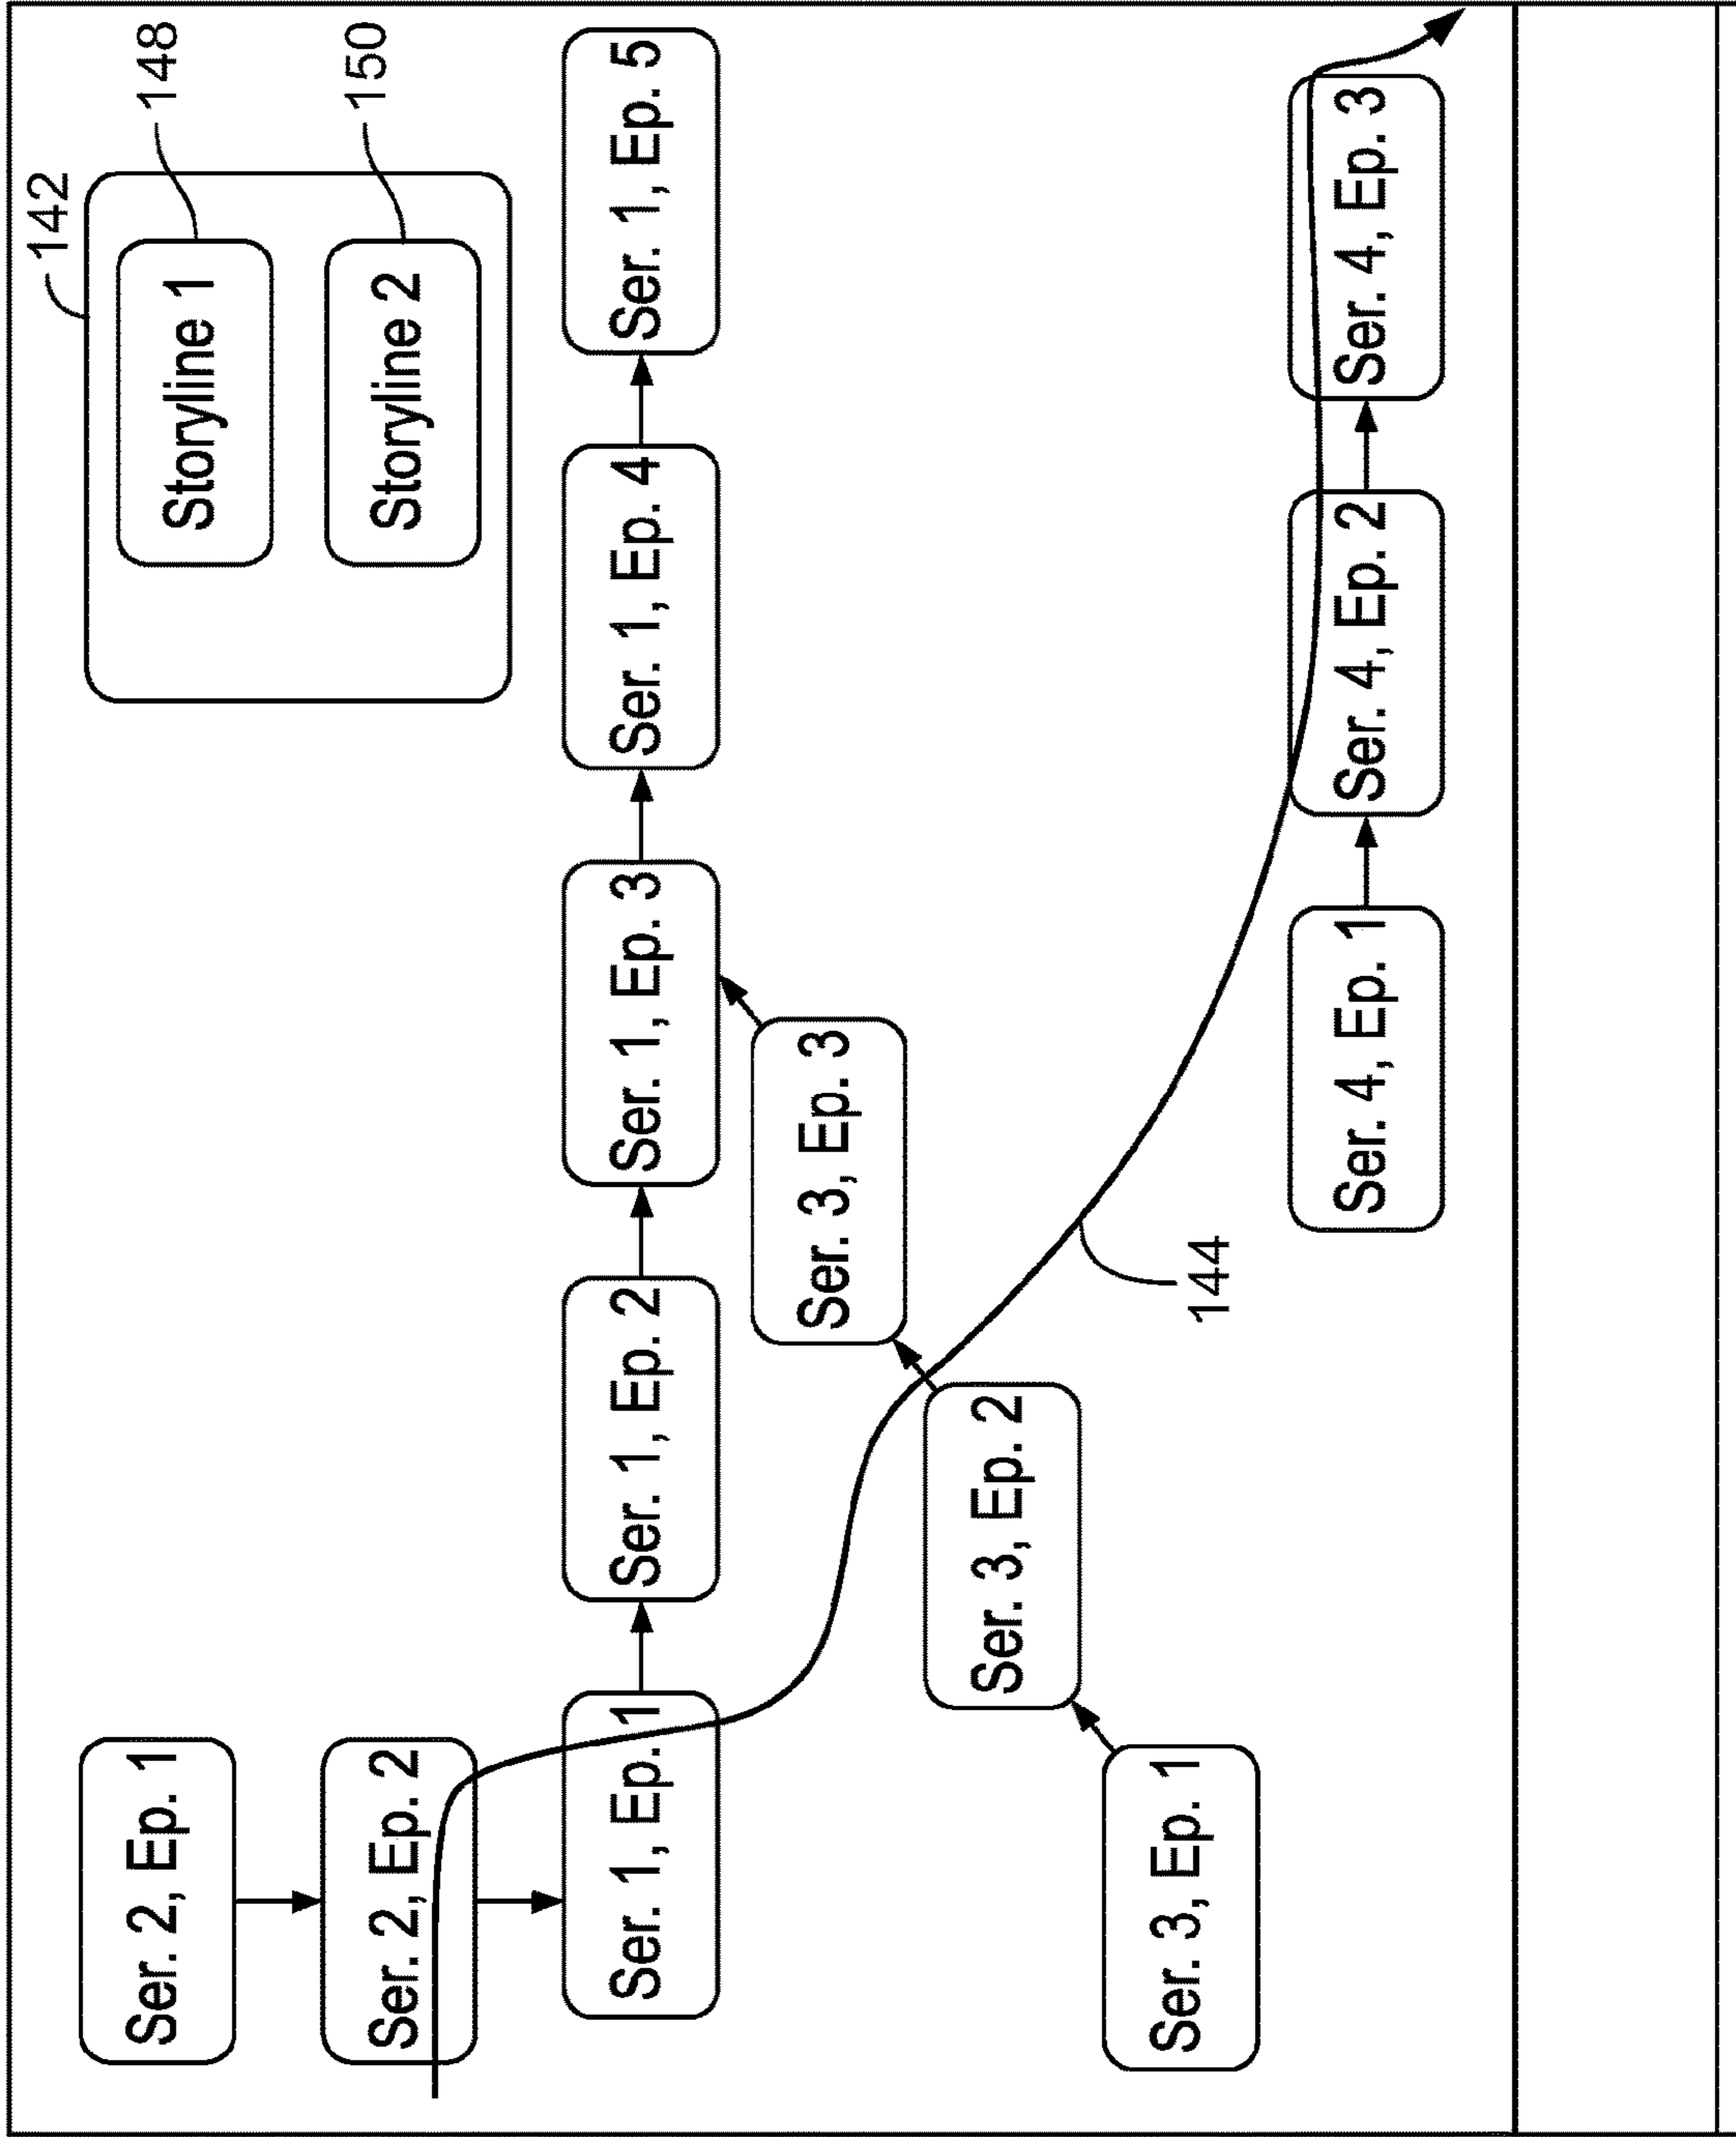 142
Storyline 1
148
Storyline 2
150
Ser. 2, Ep. 1
Ser. 2, Ep. 2
Ser. 1, Ep. 1
Ser. 1, Ep. 2
Ser. 1, Ep. 3
Ser. 1, Ep. 4
Ser. 1, Ep. 5
Ser. 3, Ep. 3
Ser. 3, Ep. 2
Ser. 3, Ep. 1
144
Ser. 4, Ep. 1
Ser. 4, Ep. 2
Ser. 4, Ep. 3